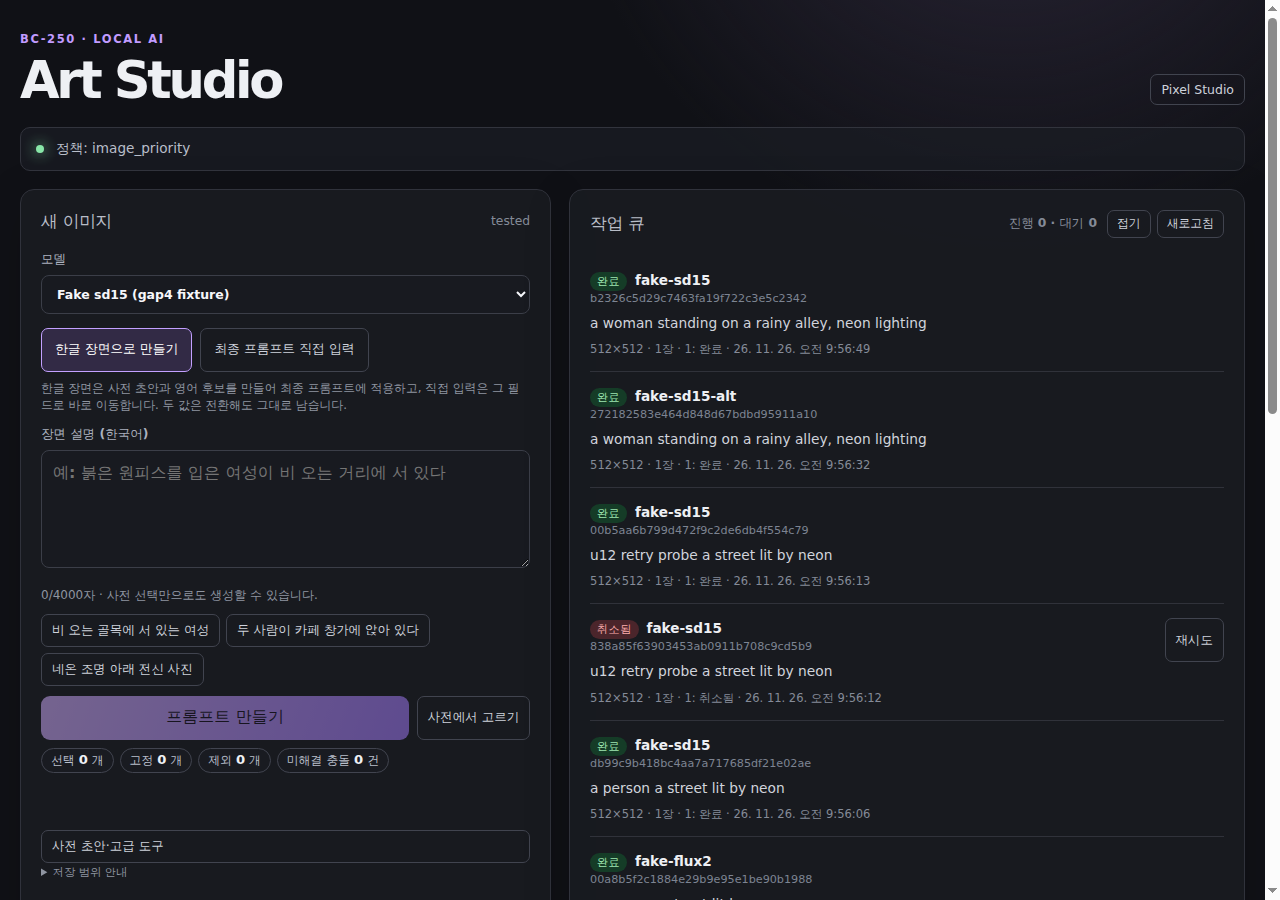 BC-250 · LOCAL AI
Art Studio
Pixel Studio
정책: image_priority
새 이미지
tested
모델
Fake sd15 (gap4 fixture)
한글 장면으로 만들기
최종 프롬프트 직접 입력
한글 장면은 사전 초안과 영어 후보를 만들어 최종 프롬프트에 적용하고, 직접 입력은 그 필
드로 바로 이동합니다. 두 값은 전환해도 그대로 남습니다.
장면 설명 (한국어)
예: 붉은 원피스를 입은 여성이 비 오는 거리에 서 있다
0/4000자 · 사전 선택만으로도 생성할 수 있습니다.
비 오는 골목에 서 있는 여성
두 사람이 카페 창가에 앉아 있다
네온 조명 아래 전신 사진
프롬프트 만들기
사전에서 고르기
선택 0 개
고정 0 개
제외 0 개
미해결 충돌 0 건
사전 초안·고급 도구
▶ 저장 범위 안내
작업 큐
진행 0 · 대기 0
접기
새로고침
완료 fake-sd15
b2326c5d29c7463fa19f722c3e5c2342
a woman standing on a rainy alley, neon lighting
512×512 · 1장 · 1: 완료 · 26. 11. 26. 오전 9:56:49
완료 fake-sd15-alt
272182583e464d848d67bdbd95911a10
a woman standing on a rainy alley, neon lighting
512×512 · 1장 · 1: 완료 · 26. 11. 26. 오전 9:56:32
완료 fake-sd15
00b5aa6b799d472f9c2de6db4f554c79
u12 retry probe a street lit by neon
512×512 · 1장 · 1: 완료 · 26. 11. 26. 오전 9:56:13
취소됨 fake-sd15
838a85f63903453ab0911b708c9cd5b9
재시도
u12 retry probe a street lit by neon
512×512 · 1장 · 1: 취소됨 · 26. 11. 26. 오전 9:56:12
완료 fake-sd15
db99c9b418bc4aa7a717685df21e02ae
a person a street lit by neon
512×512 · 1장 · 1: 완료 · 26. 11. 26. 오전 9:56:06
완료 fake-flux2
00a8b5f2c1884e29b9e95e1be90b1988